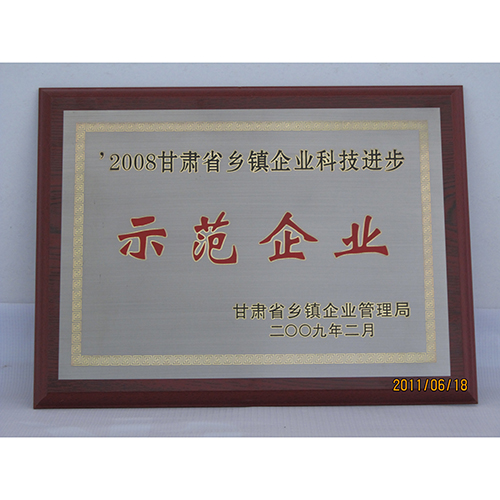 '2008甘肃省乡镇企业科技进步
示范企业
甘肃省乡镇企业管理局
二〇〇九年二月
2011/06/18